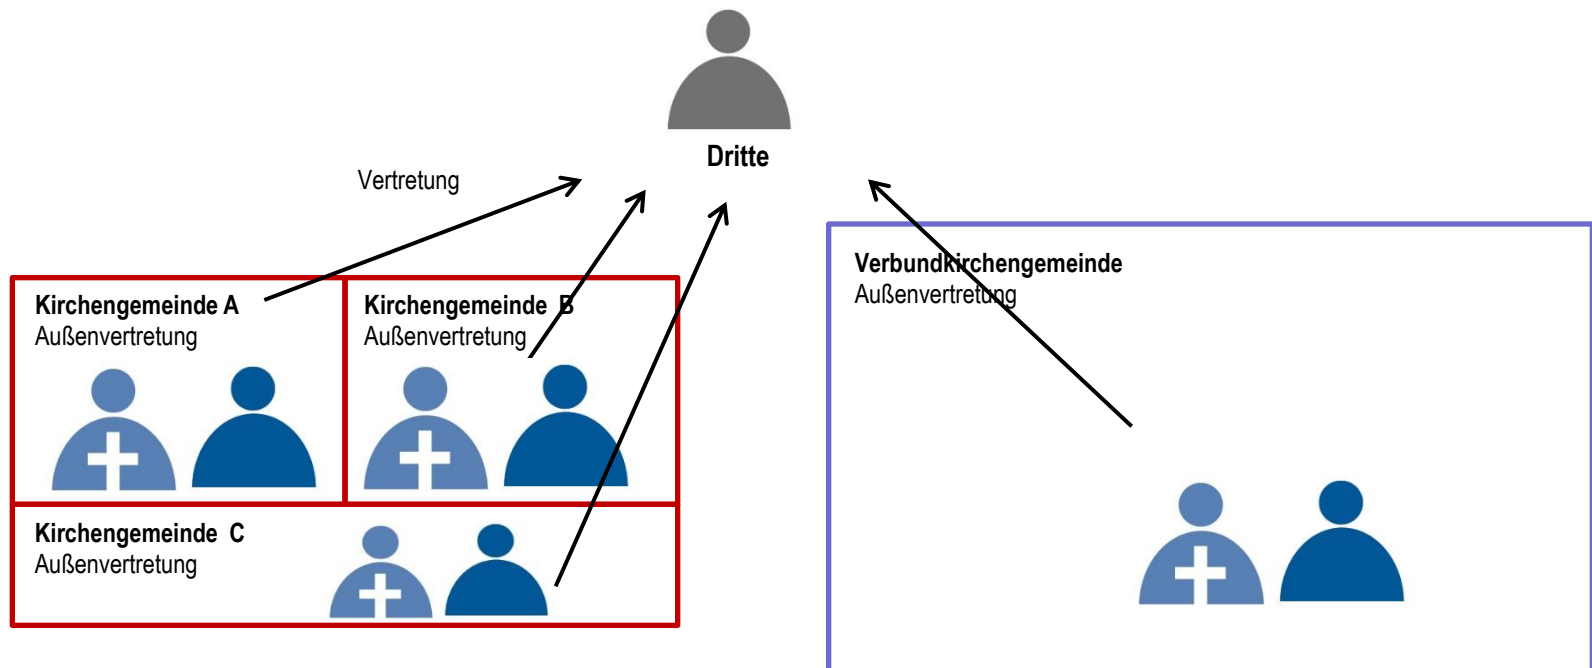 Dritte
Vertretung
Verbundkirchengemeinde
Außenvertretung
Kirchengemeinde A
Außenvertretung
Kirchengemeinde B
Außenvertretung
Kirchengemeinde C
Außenvertretung